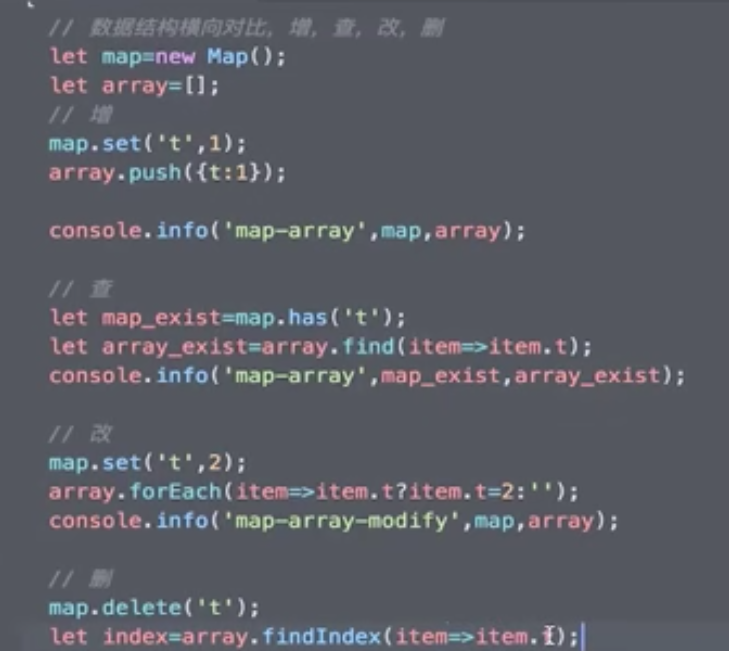 // 数据结构横向对比, 增, 查, 改, 删
let map=new Map();
let array=[];
// 增
map.set('t',1);
array.push({t:1});
console.info('map-array',map,array);
// 查
let map_exist=map.has('t');
let array_exist=array.find(item=>item.t);
console.info('map-array',map_exist,array_exist);
// 改
map.set('t',2);
array.forEach(item=>item.t?item.t=2:'');
console.info('map-array-modify',map,array);
// 删
map.delete('t');
let index=array.findIndex(item=>item.t);